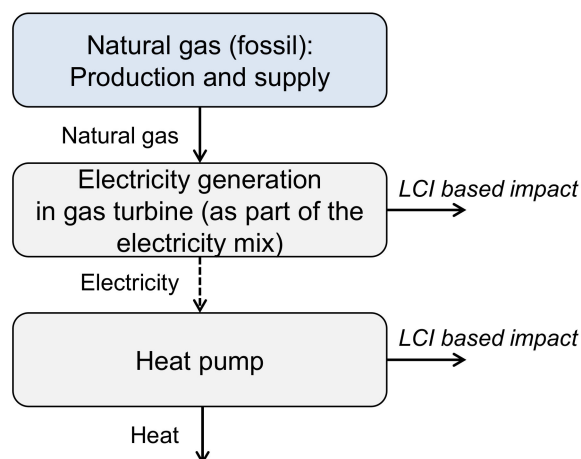 Natural gas (fossil):
Production and supply
Natural gas
Electricity generation
in gas turbine (as part of the
electricity mix)
LCI based impact
Electricity
Heat pump
LCI based impact
Heat